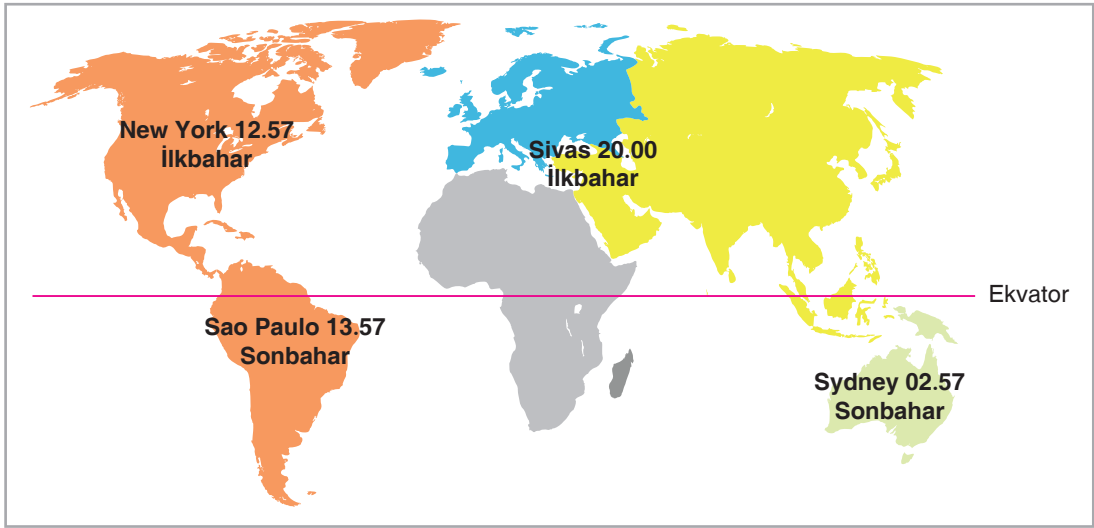 New York 12.57
İlkbahar
Sivas 20.00
İlkbahar
Ekvator
Sao Paulo 13.57
Sonbahar
Sydney 02.57
Sonbahar